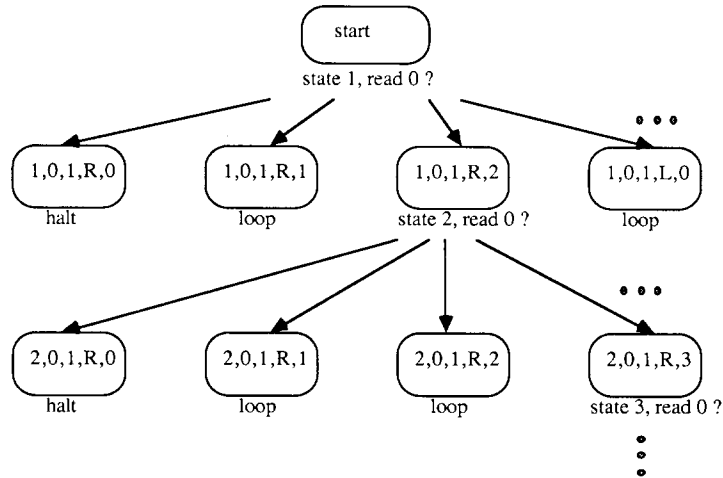 start
state 1, read 0 ?
1,0,1,R,0
1,0,1,R,1
1,0,1,R,2
1,0,1,L,0
halt
loop
state 2, read 0 ?
loop
2,0,1,R,0
2,0,1,R,1
2,0,1,R,2
2,0,1,R,3
halt
loop
loop
state 3, read 0 ?